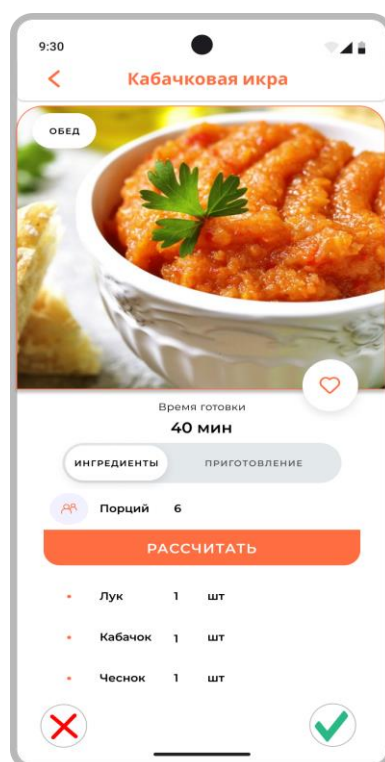 9:30
Кабачковая икра
ОБЕД
Время готовки
40 мин
ИНГРЕДИЕНТЫ ПРИГОТОВЛЕНИЕ
Порций 6
РАССЧИТАТЬ
Лук 1 шт
Кабачок 1 шт
Чеснок 1 шт